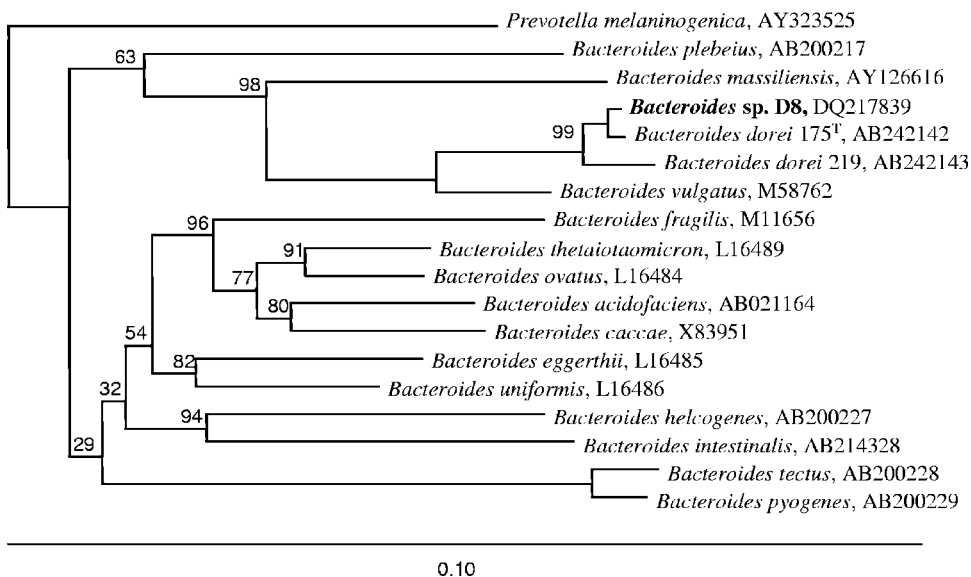 Prevotella melaninogenica, AY323525
63
Bacteroides plebeius, AB200217
98
Bacteroides massiliensis, AY126616
Bacteroides sp. D8, DQ217839
99
Bacteroides dorei 175T, AB242142
Bacteroides dorei 219, AB242143
Bacteroides vulgatus, M58762
96
Bacteroides fragilis, M11656
91
Bacteroides thetaiotaomicron, L16489
77
Bacteroides ovatus, L16484
80
Bacteroides acidofaciens, AB021164
Bacteroides caccae, X83951
54
82
Bacteroides eggerthii, L16485
32
Bacteroides uniformis, L16486
94
Bacteroides helcogenes, AB200227
29
Bacteroides intestinalis, AB214328
Bacteroides tectus, AB200228
Bacteroides pyogenes, AB200229
0.10